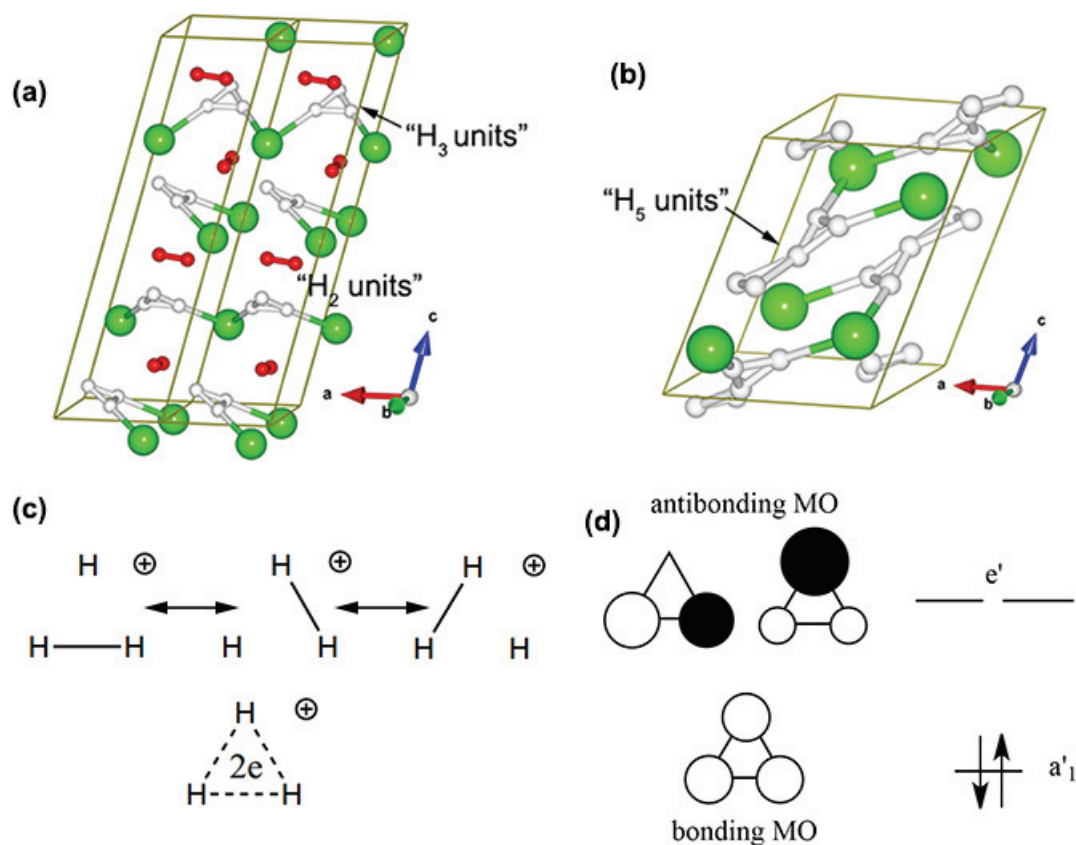 (a)
"H₃ units"
"H₂ units"
c
a
b
(b)
"H₅ units"
c
a
b
(c)
H ⊕ H ⊕ H ⊕
H H H H H H
H ⊕
2e
H H
(d)
antibonding MO
e'
a'₁
bonding MO